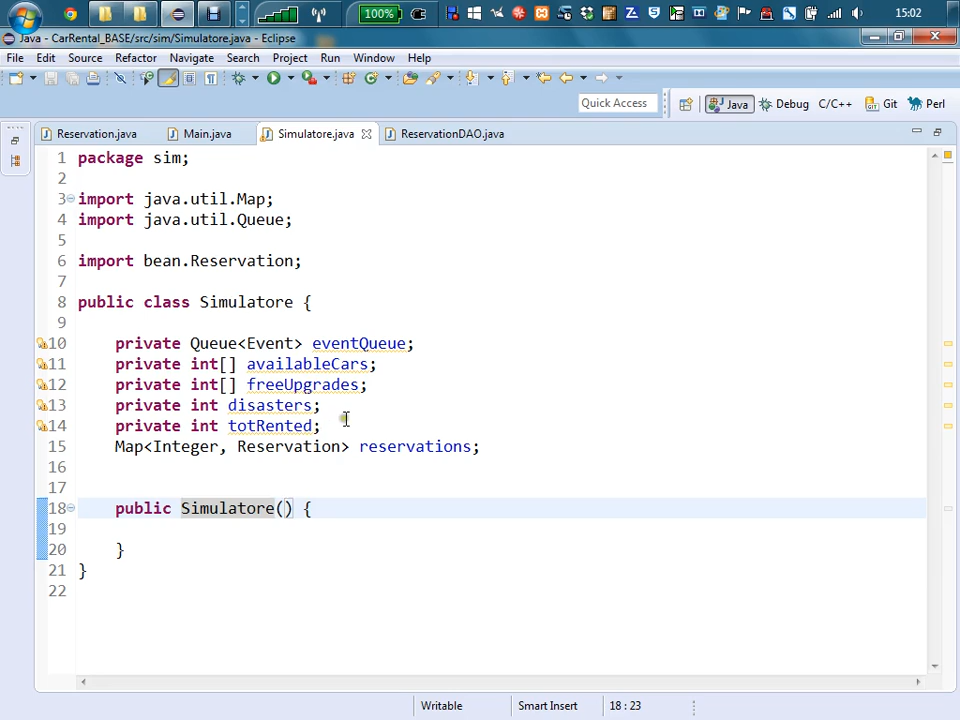 100%
15:02
Java - CarRental_BASE/src/sim/Simulatore.java - Eclipse
File Edit Source Refactor Navigate Search Project Run Window Help
Quick Access Java Debug C/C++ Git Perl
Reservation.java Main.java Simulatore.java ReservationDAO.java
1 package sim;
2
3 import java.util.Map;
4 import java.util.Queue;
5
6 import bean.Reservation;
7
8 public class Simulatore {
9
10 private Queue<Event> eventQueue;
11 private int[] availableCars;
12 private int[] freeUpgrades;
13 private int disasters;
14 private int totRented;
15 Map<Integer, Reservation> reservations;
16
17
18 public Simulatore() {
19
20 }
21 }
22
Writable Smart Insert 18 : 23